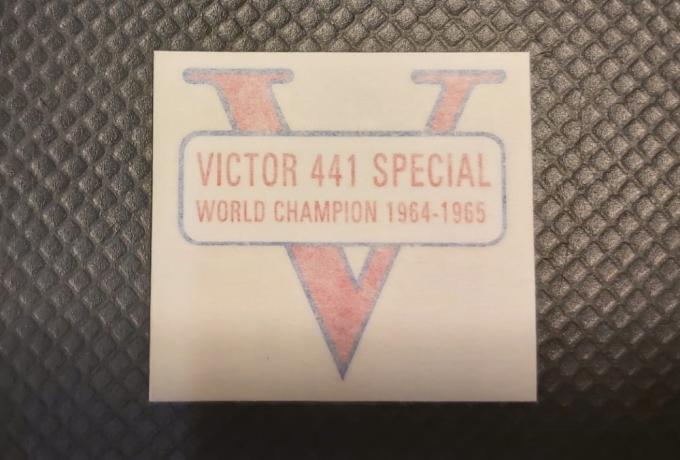 V
VICTOR 441 SPECIAL
WORLD CHAMPION 1964-1965